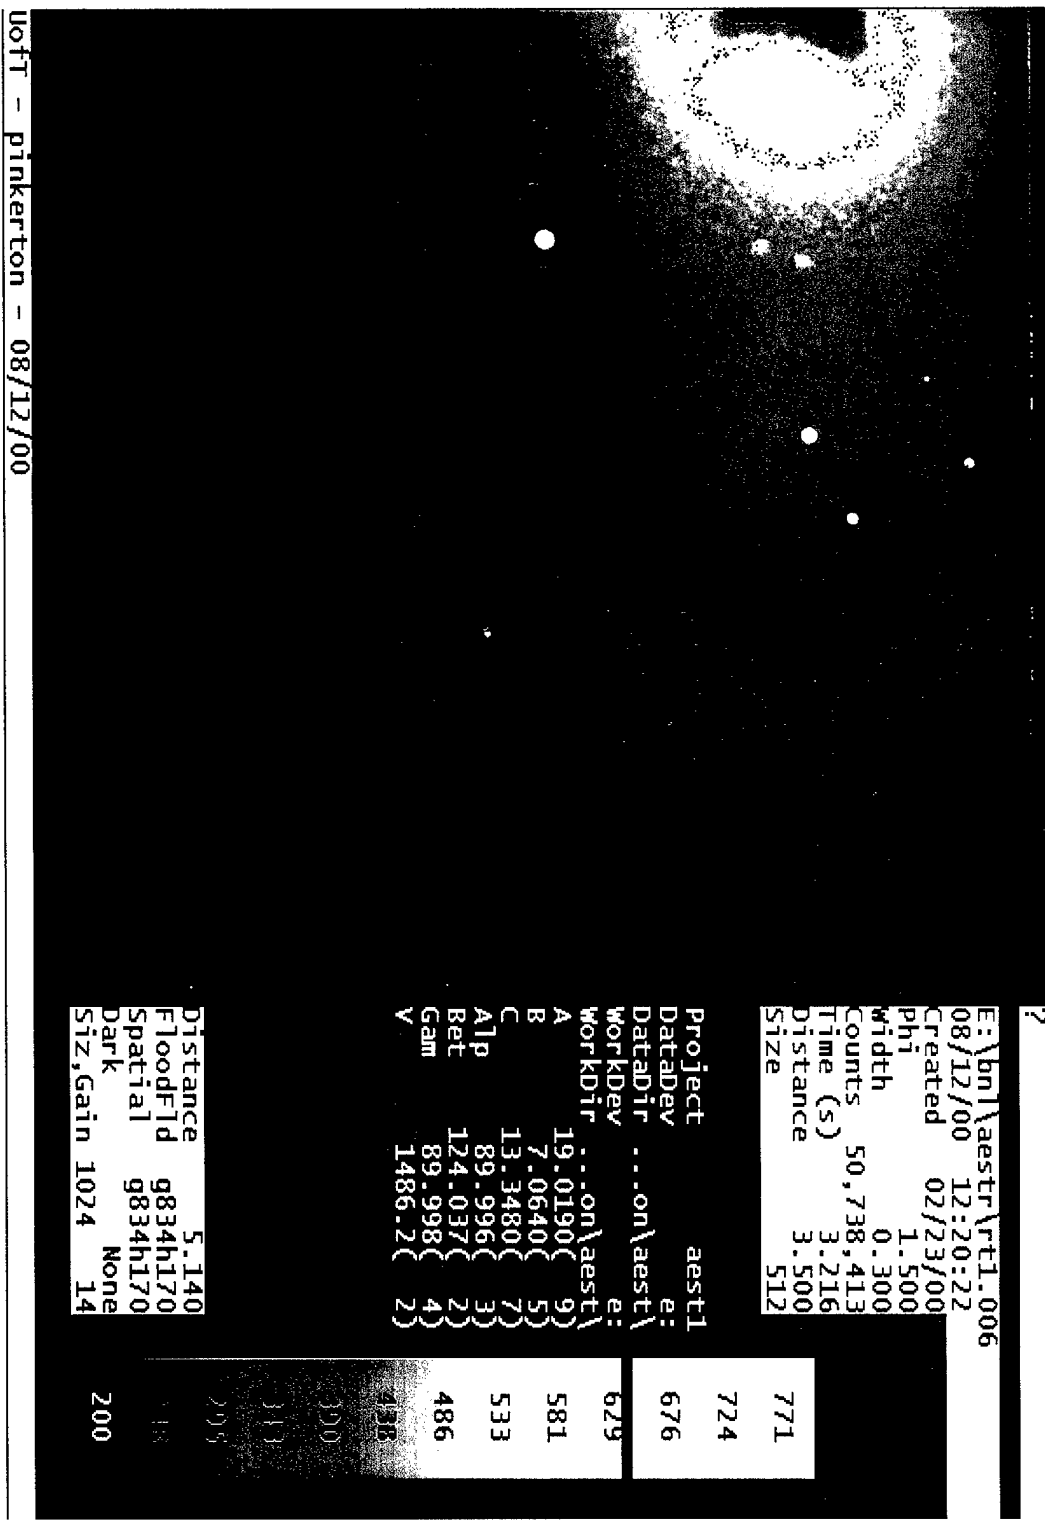 ?
E:\bnl\aestr\rt1.006
08/12/00 12:20:22
Created 02/23/00
Phi 1.500
Width 0.300
Counts 50,738,413
Time (s) 3.216
Distance 3.500
Size 512
Project aest1
DataDev e:
DataDir ...on\aest\
WorkDev e:
WorkDir ...on\aest\
A 19.0190( 9)
B 7.0640( 5)
C 13.3480( 7)
Alp 89.996( 3)
Bet 124.037( 2)
Gam 89.998( 4)
V 1486.2( 2)
Distance 5.140
FloodFld g834h170
Spatial g834h170
Dark None
Siz,Gain 1024 14
771
724
676
629
581
533
486
438
200
UofT - pinkerton - 08/12/00